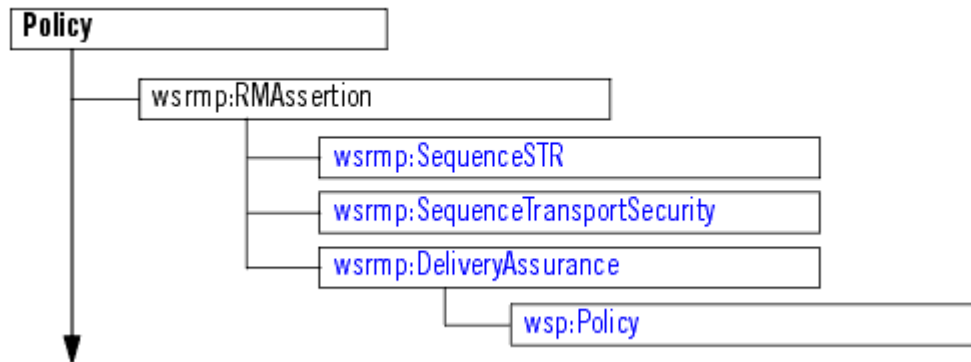 Policy
wsrmp:RMAssertion
wsrmp:SequenceSTR
wsrmp:SequenceTransportSecurity
wsrmp:DeliveryAssurance
wsp:Policy